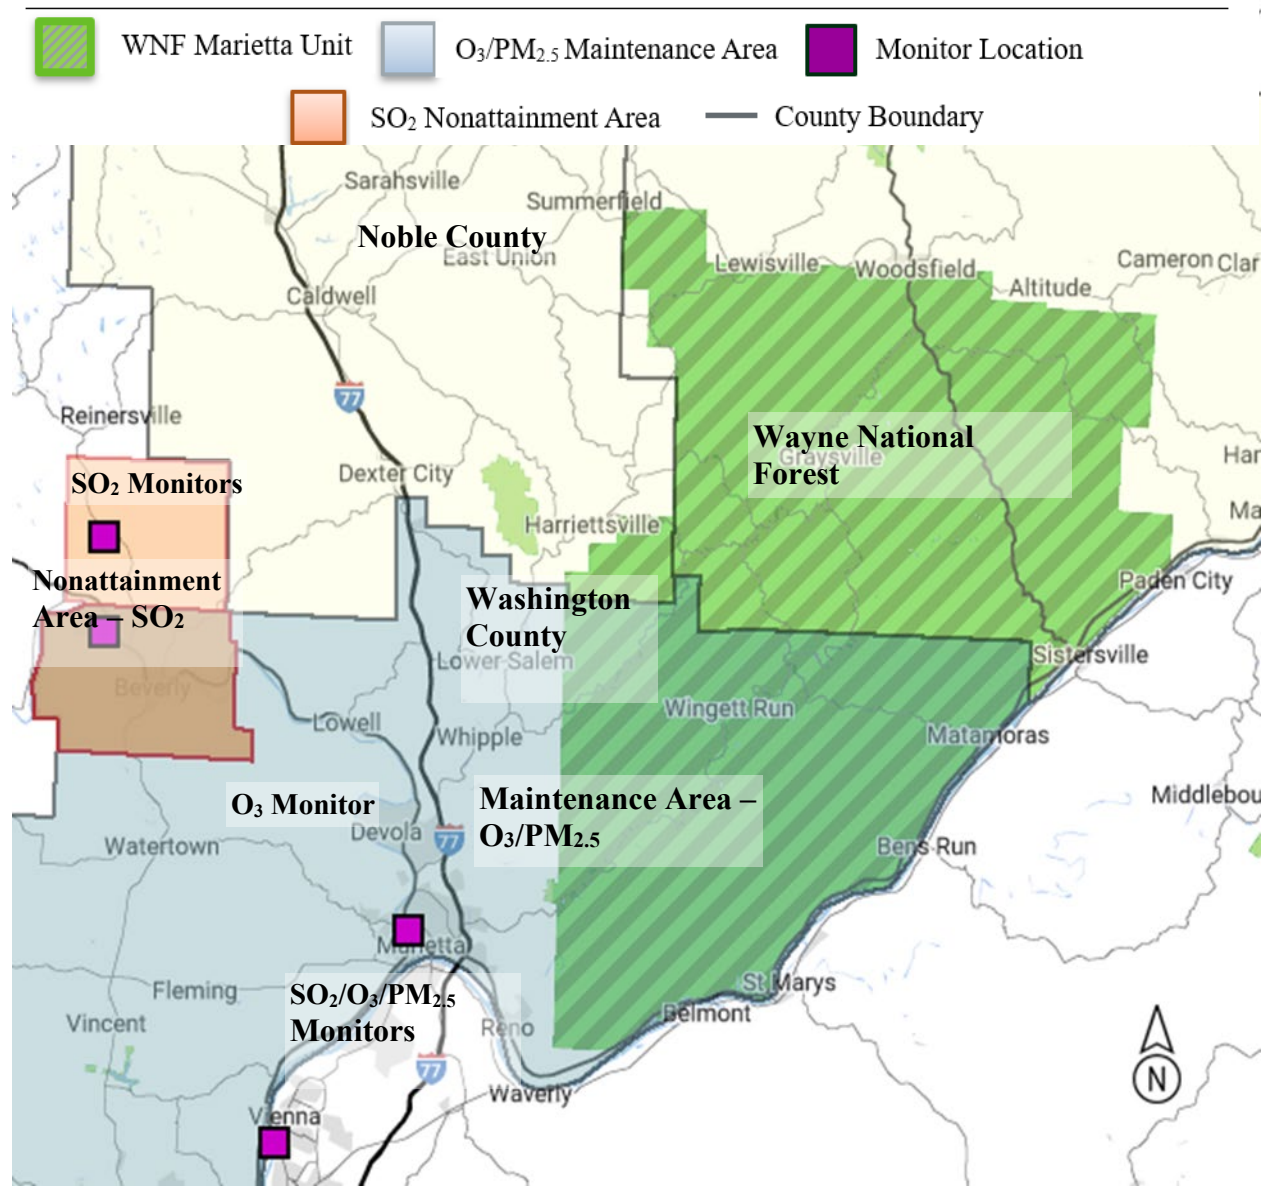 WNF Marietta Unit
O₃/PM₂.₅ Maintenance Area
Monitor Location
SO₂ Nonattainment Area
County Boundary
Sarahsville
Summerfield
Noble County
East Union
Lewisville
Woodsfield
Cameron
Clar
Altitude
Caldwell
77
Reinersville
Wayne National
Forest
Graysville
Har
Dexter City
SO₂ Monitors
Ma
Harriettsville
Nonattainment
Area – SO₂
Washington
County
Paden City
Lower Salem
Sistersville
Beverly
Wingett Run
Lowell
Whipple
Matamoras
Maintenance Area –
O₃/PM₂.₅
Middlebou
O₃ Monitor
Devola
77
Watertown
Bens Run
Marietta
Fleming
SO₂/O₃/PM₂.₅
Monitors
St Marys
Belmont
Vincent
Reno
77
N
Waverly
Vienna